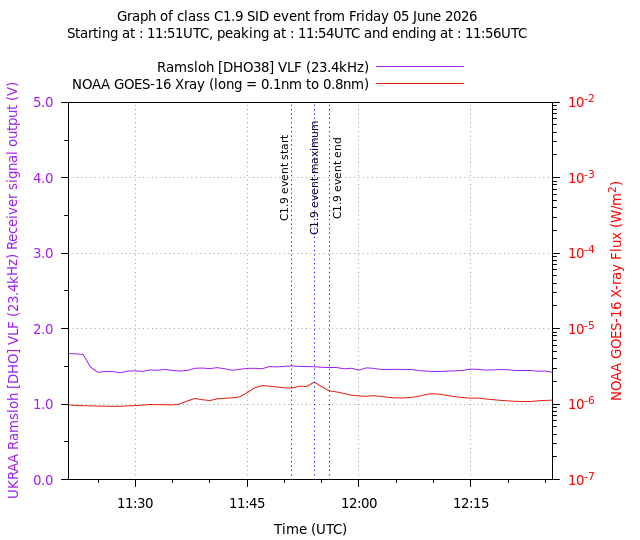 Graph of class C1.9 SID event from Friday 05 June 2026
Starting at : 11:51UTC, peaking at : 11:54UTC and ending at : 11:56UTC
Ramsloh [DHO38] VLF (23.4kHz)
NOAA GOES-16 Xray (long = 0.1nm to 0.8nm)
UKRAA Ramsloh [DHO] VLF (23.4kHz) Receiver signal output (V)
5.0
4.0
3.0
2.0
1.0
0.0
C1.9 event start
C1.9 event maximum
C1.9 event end
10-2
10-3
10-4
10-5
10-6
10-7
NOAA GOES-16 X-ray Flux (W/m2)
11:30
11:45
12:00
12:15
Time (UTC)